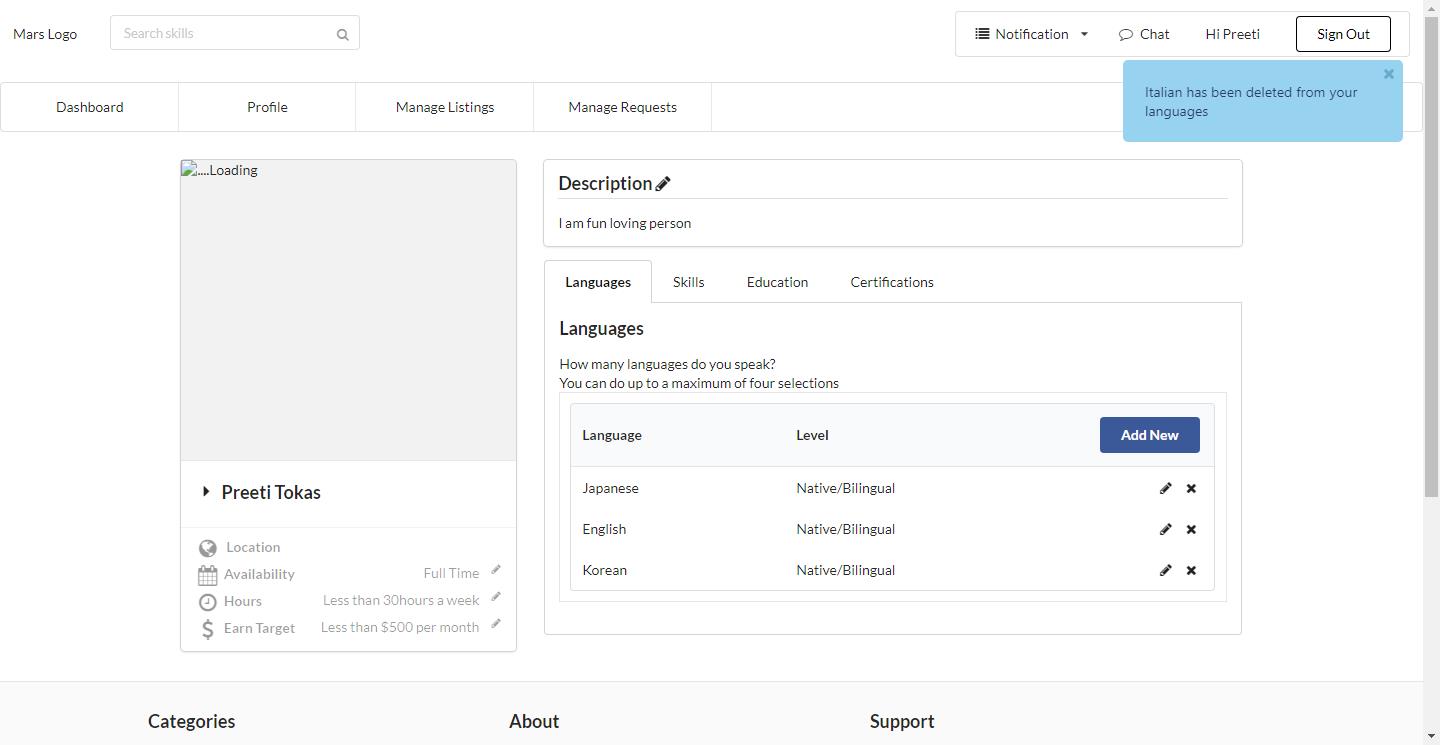 Mars Logo
Search skills
Notification
Chat
Hi Preeti
Sign Out
Italian has been deleted from your
languages
Dashboard
Profile
Manage Listings
Manage Requests
....Loading
Description
I am fun loving person
Languages
Skills
Education
Certifications
Languages
How many languages do you speak?
You can do up to a maximum of four selections
Language Level Add New
Japanese Native/Bilingual
English Native/Bilingual
Korean Native/Bilingual
Preeti Tokas
Location
Availability Full Time
Hours Less than 30hours a week
Earn Target Less than $500 per month
Categories
About
Support